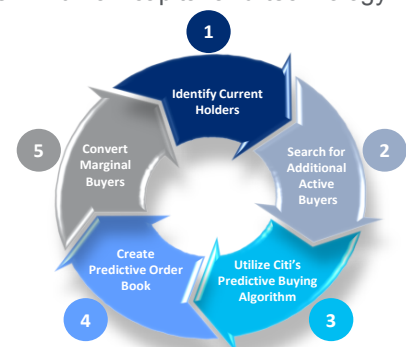 technology
1
Identify Current
Holders
2
Search for
Additional
Active
Buyers
3
Utilize Citi's
Predictive Buying
Algorithm
4
Create
Predictive Order
Book
5
Convert
Marginal
Buyers